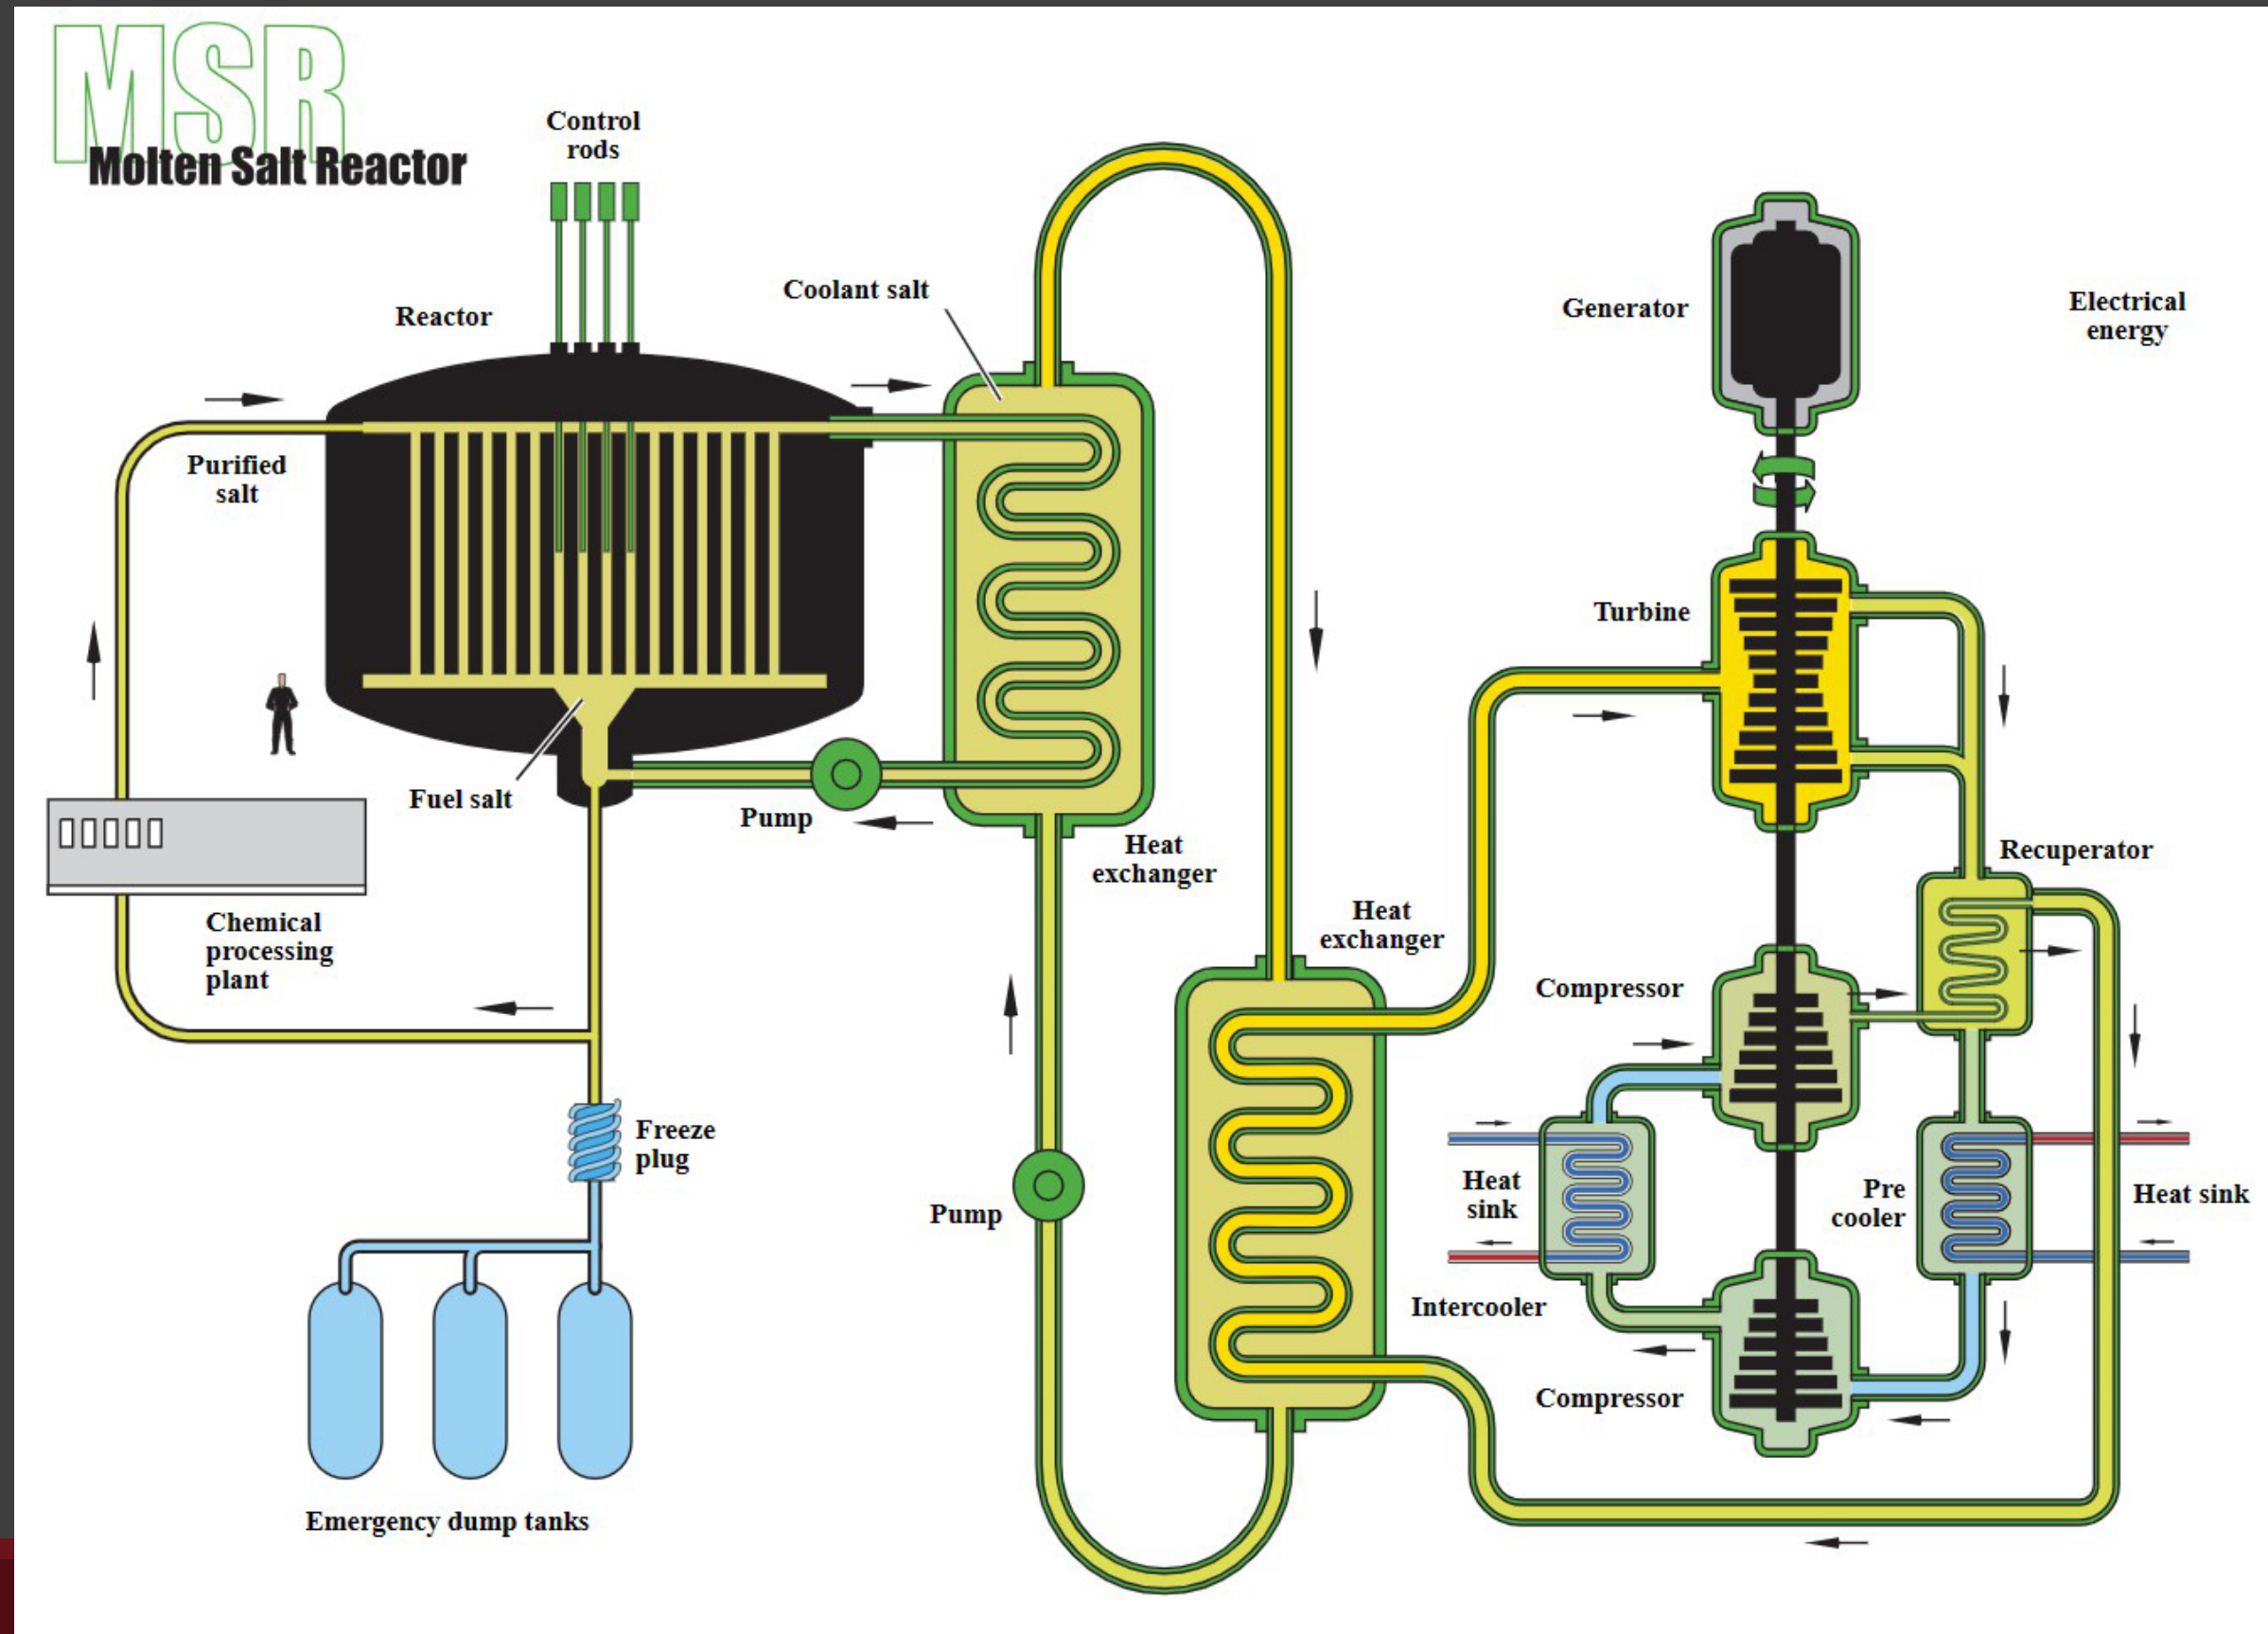 MSR
Molten Salt Reactor
Control
rods
Reactor
Coolant salt
Purified
salt
Fuel salt
Pump
Heat
exchanger
Chemical
processing
plant
Freeze
plug
Emergency dump tanks
Pump
Heat
exchanger
Generator
Electrical
energy
Turbine
Recuperator
Compressor
Heat
sink
Pre
cooler
Heat sink
Intercooler
Compressor